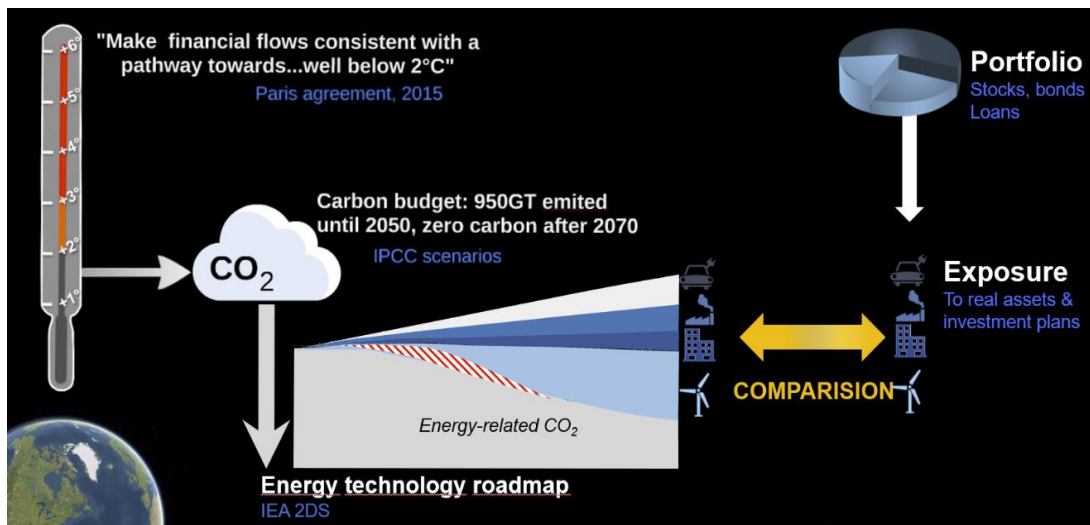 "Make financial flows consistent with a
pathway towards...well below 2°C"
Paris agreement, 2015
+6°
+5°
+4°
+3°
+2°
+1°
Carbon budget: 950GT emited
until 2050, zero carbon after 2070
IPCC scenarios
CO2
Energy-related CO2
Energy technology roadmap
IEA 2DS
Portfolio
Stocks, bonds
Loans
Exposure
To real assets &
investment plans
COMPARISION